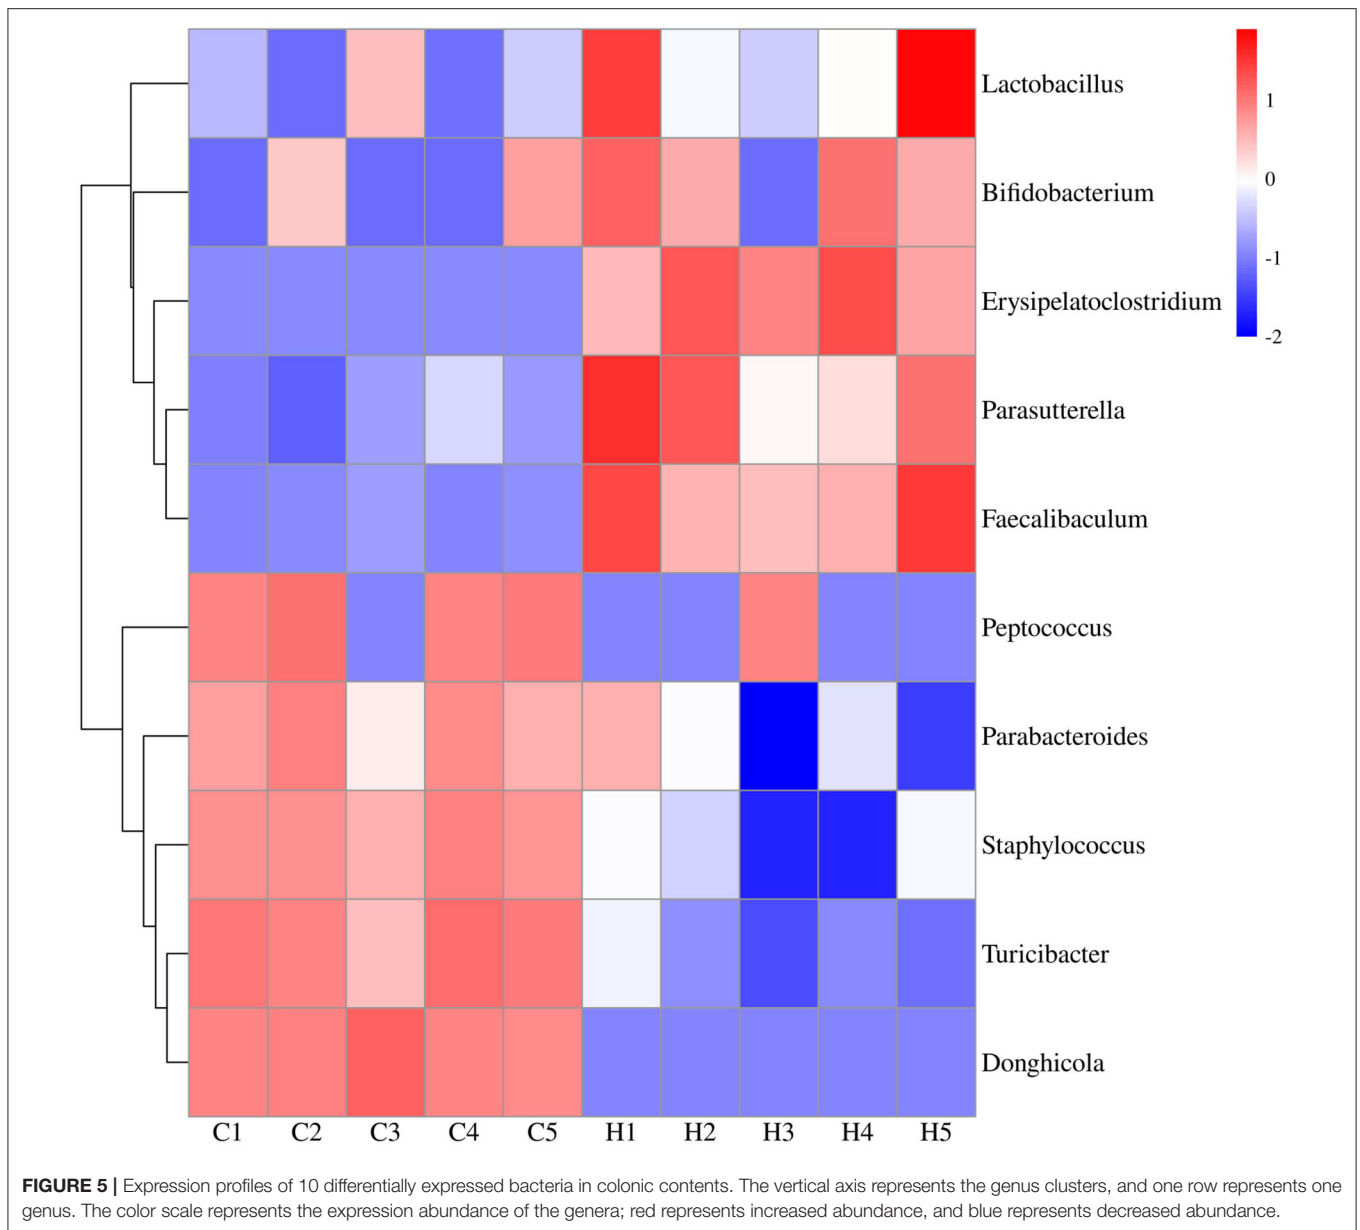 Lactobacillus
1
0
Bifidobacterium
-1
Erysipelatoclostridium
-2
Parasutterella
Faecalibaculum
Peptococcus
Parabacteroides
Staphylococcus
Turicibacter
Donghicola
C1 C2 C3 C4 C5 H1 H2 H3 H4 H5
FIGURE 5 | Expression profiles of 10 differentially expressed bacteria in colonic contents. The vertical axis represents the genus clusters, and one row represents one
genus. The color scale represents the expression abundance of the genera; red represents increased abundance, and blue represents decreased abundance.